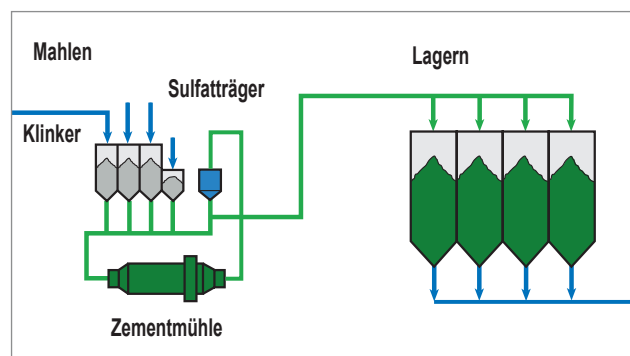 Mahlen
Lagern
Sulfatträger
Klinker
Zementmühle